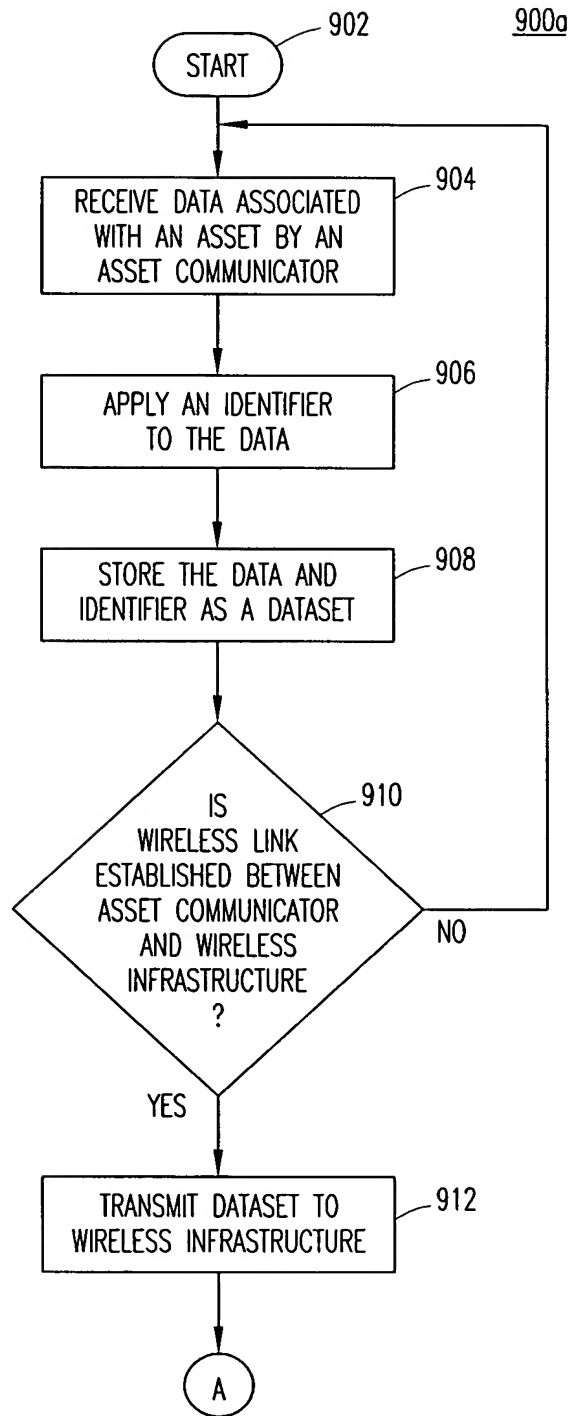 902
900a
START
904
RECEIVE DATA ASSOCIATED
WITH AN ASSET BY AN
ASSET COMMUNICATOR
906
APPLY AN IDENTIFIER
TO THE DATA
908
STORE THE DATA AND
IDENTIFIER AS A DATASET
910
IS
WIRELESS LINK
ESTABLISHED BETWEEN
ASSET COMMUNICATOR
AND WIRELESS
INFRASTRUCTURE
?
NO
YES
912
TRANSMIT DATASET TO
WIRELESS INFRASTRUCTURE
A